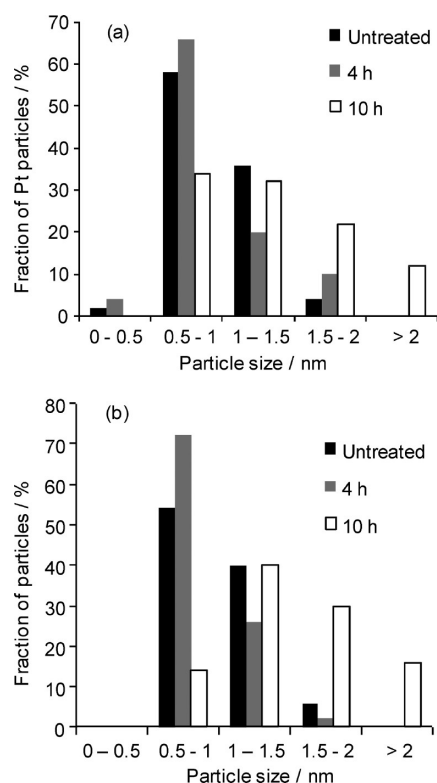 (a)
Fraction of Pt particles / %
70
60
50
40
30
20
10
0
Untreated
4 h
10 h
0 - 0.5 0.5 - 1 1 – 1.5 1.5 - 2 > 2
Particle size / nm
(b)
Fraction of particles / %
80
70
60
50
40
30
20
10
0
Untreated
4 h
10 h
0 – 0.5 0.5 - 1 1 – 1.5 1.5 - 2 > 2
Particle size / nm